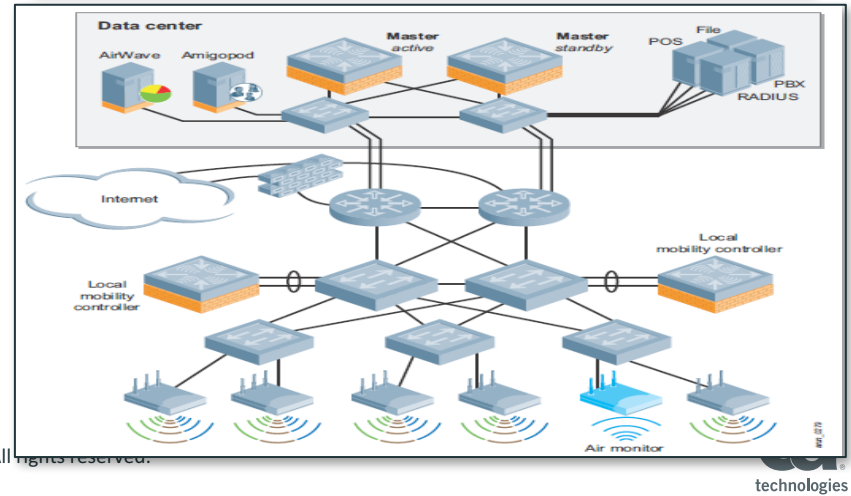 Data center
AirWave
Amigopod
Master
active
Master
standby
POS
File
PBX
RADIUS
Internet
Local
mobility
controller
Local
mobility controller
Air monitor
All rights reserved.
technologies